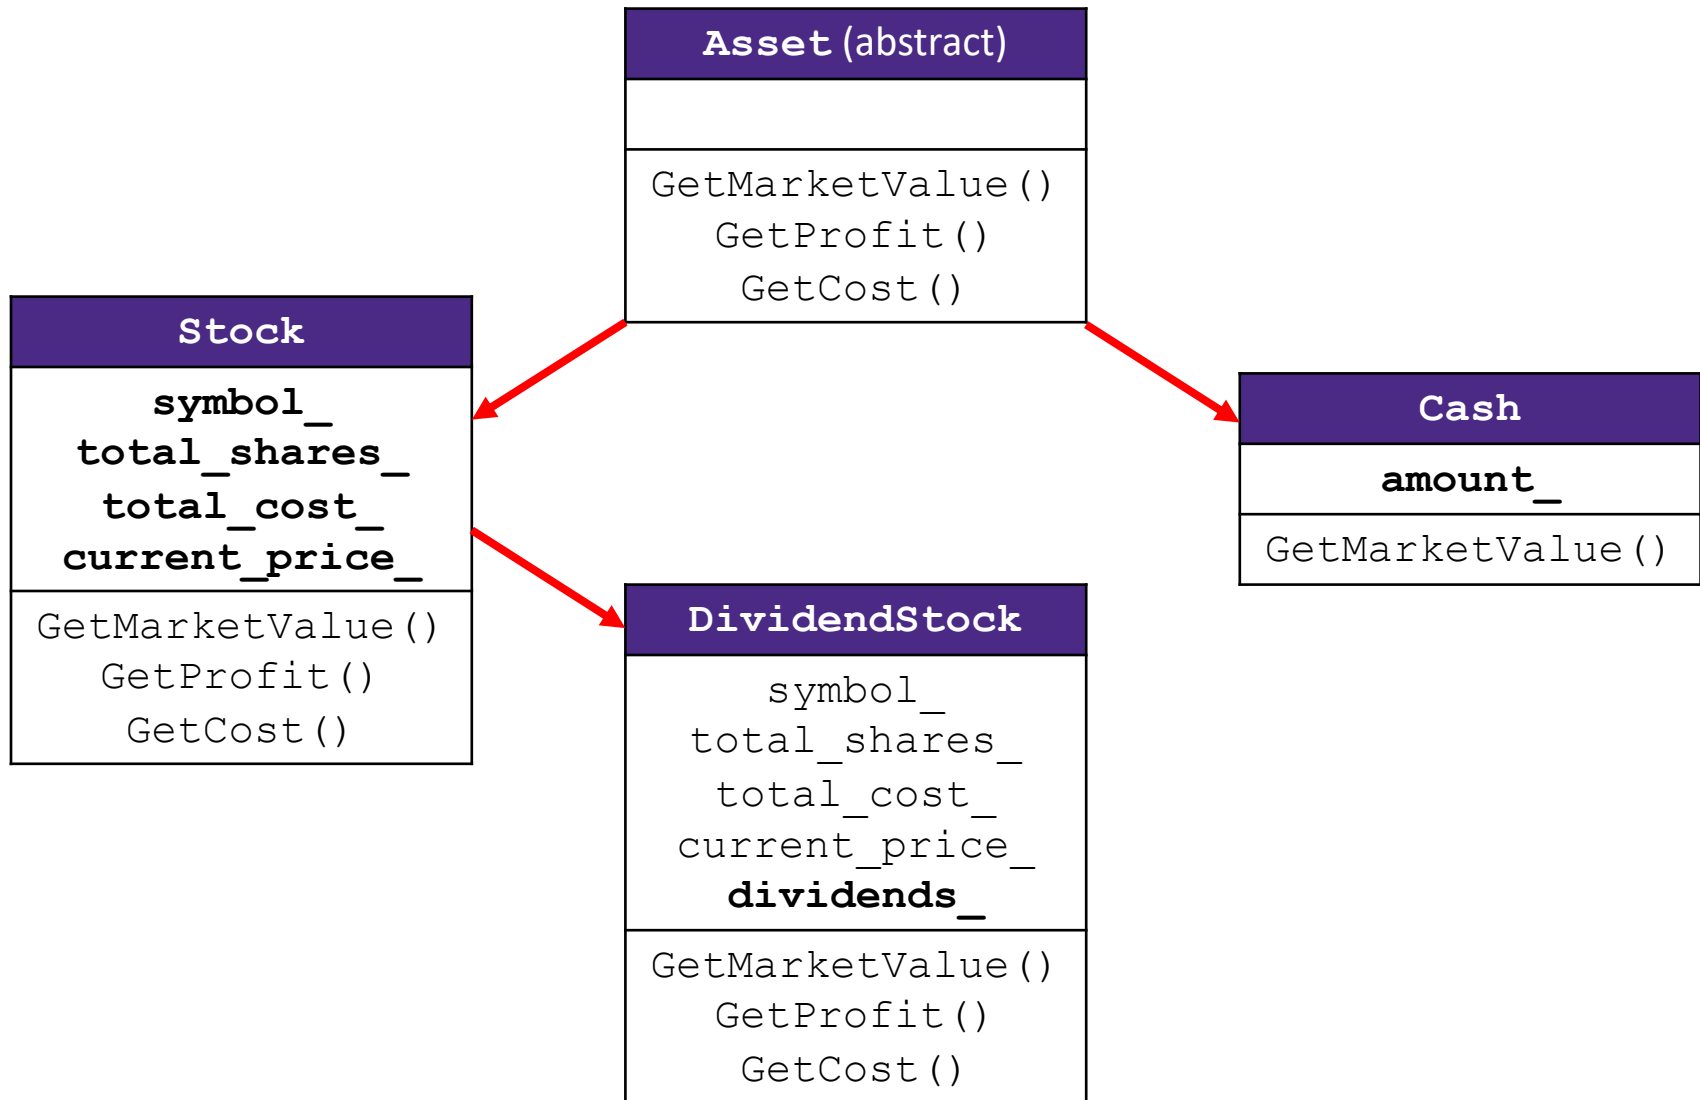 Asset (abstract)
GetMarketValue()
GetProfit()
GetCost()
Stock
symbol_
total_shares_
total_cost_
current_price_
GetMarketValue()
GetProfit()
GetCost()
Cash
amount_
GetMarketValue()
DividendStock
symbol_
total_shares_
total_cost_
current_price_
dividends_
GetMarketValue()
GetProfit()
GetCost()